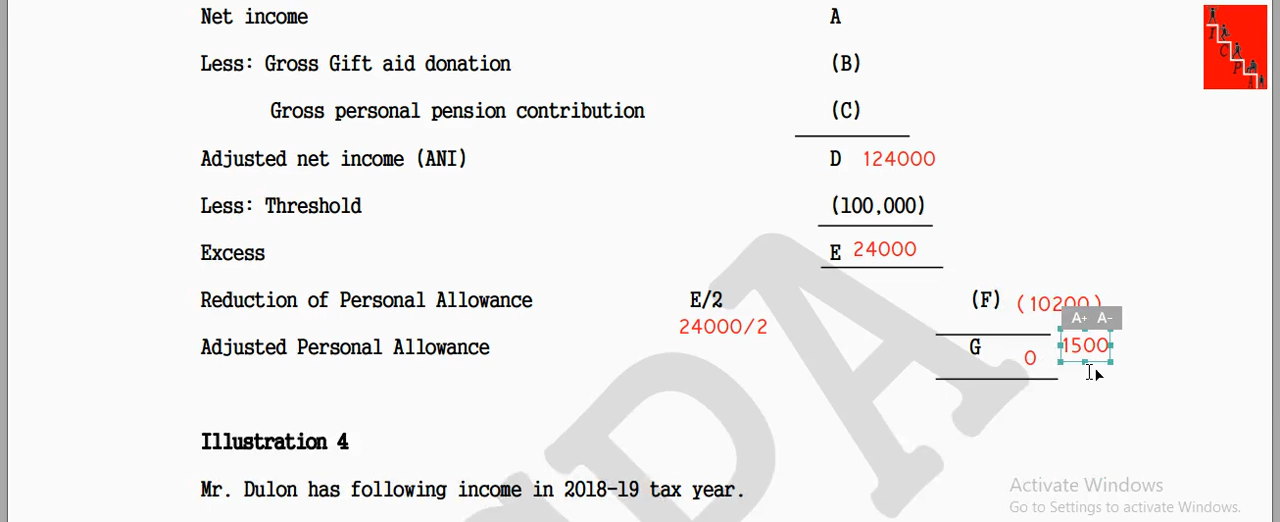 Net income A
Less: Gross Gift aid donation (B)
Gross personal pension contribution (C)
Adjusted net income (ANI) D 124000
Less: Threshold (100,000)
Excess E 24000
Reduction of Personal Allowance E/2 (F) (10200)
24000/2
A+ A-
Adjusted Personal Allowance G 0 1500
Illustration 4
Mr. Dulon has following income in 2018-19 tax year.
Activate Windows
Go to Settings to activate Windows.
I
C
P
A